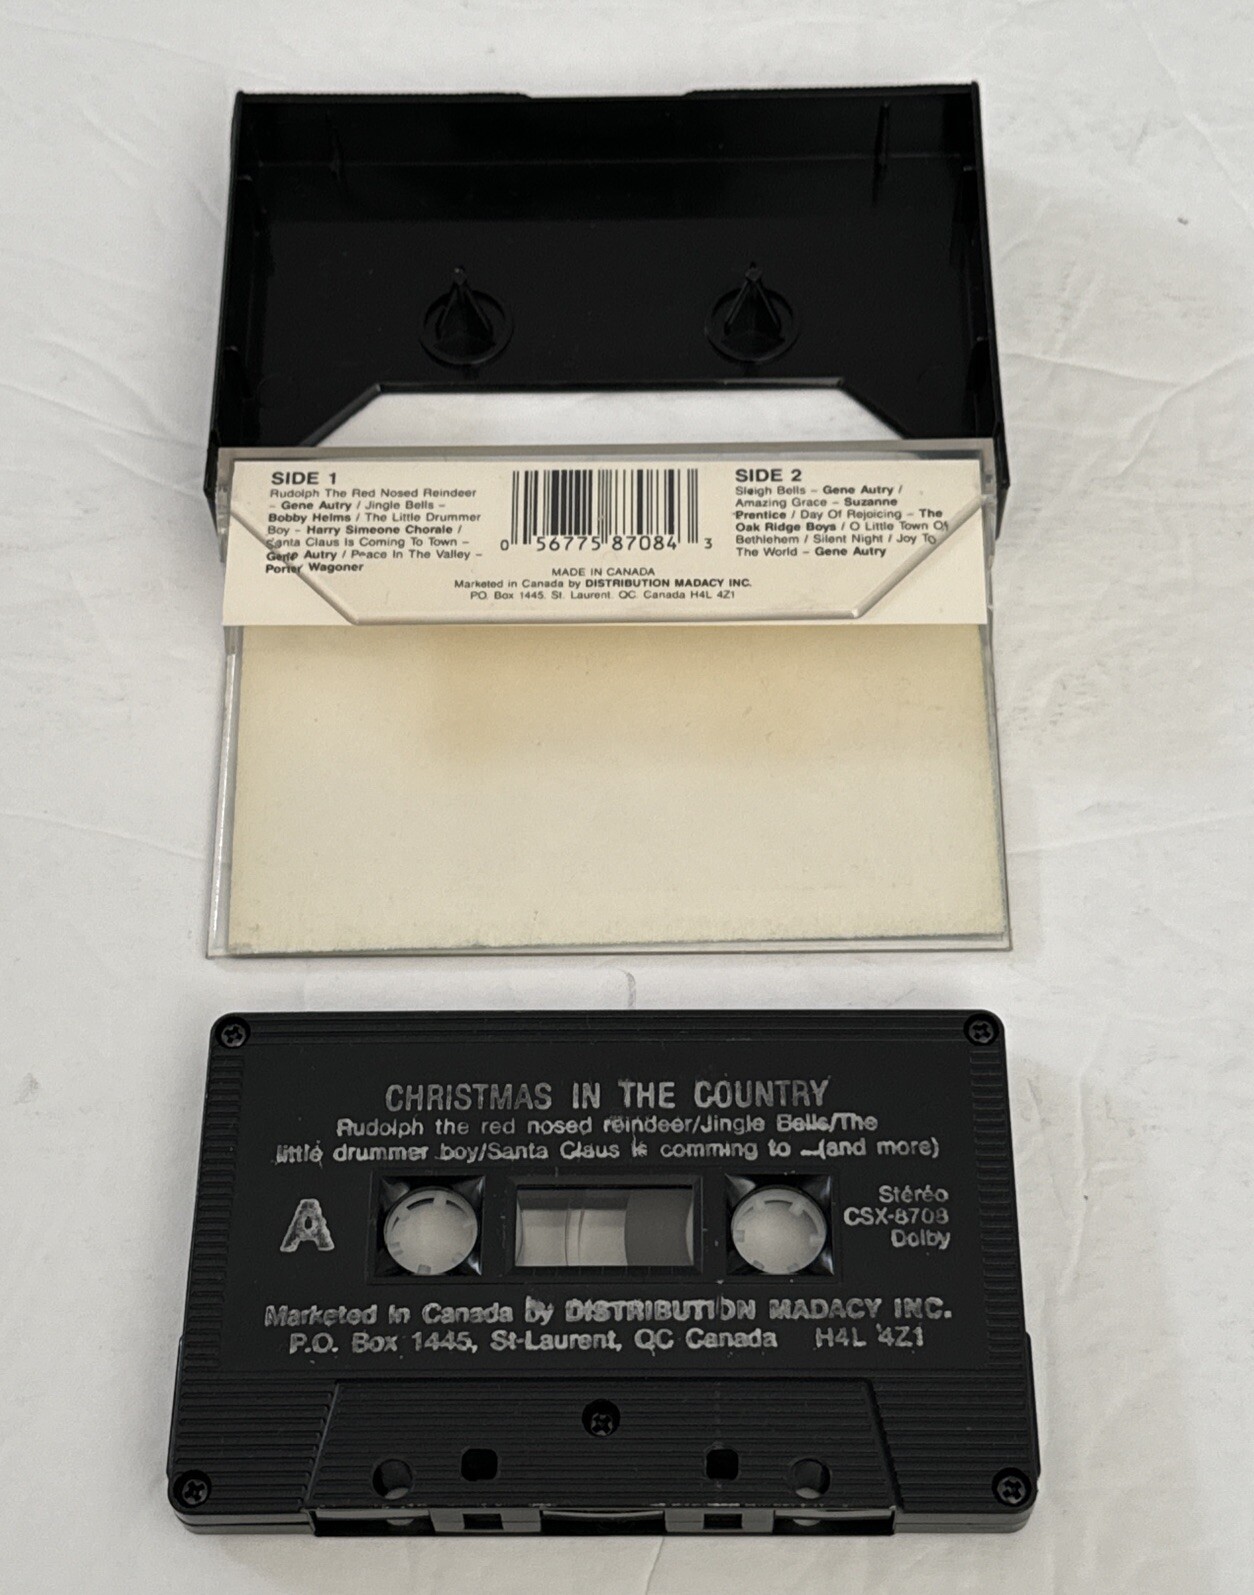 SIDE 1
Rudolph The Red Nosed Reindeer
– Gene Autry / Jingle Bells –
Bobby Helms / The Little Drummer
Boy – Harry Simeone Chorale /
Santa Claus Is Coming To Town –
Gene Autry / Peace In The Valley –
Porter Wagoner
0 56775 87084 3
MADE IN CANADA
Marketed in Canada by DISTRIBUTION MADACY INC.
P.O. Box 1445, St. Laurent, QC, Canada H4L 4Z1
SIDE 2
Sleigh Bells – Gene Autry /
Amazing Grace – Suzanne
Prentice / Day Of Rejoicing – The
Oak Ridge Boys / O Little Town Of
Bethlehem / Silent Night / Joy To
The World – Gene Autry
CHRISTMAS IN THE COUNTRY
Rudolph the red nosed reindeer/Jingle Bells/The
little drummer boy/Santa Claus is comming to ...(and more)
A
Stéréo
CSX-8708
Dolby
Marketed in Canada by DISTRIBUTION MADACY INC.
P.O. Box 1445, St-Laurent, QC Canada H4L 4Z1